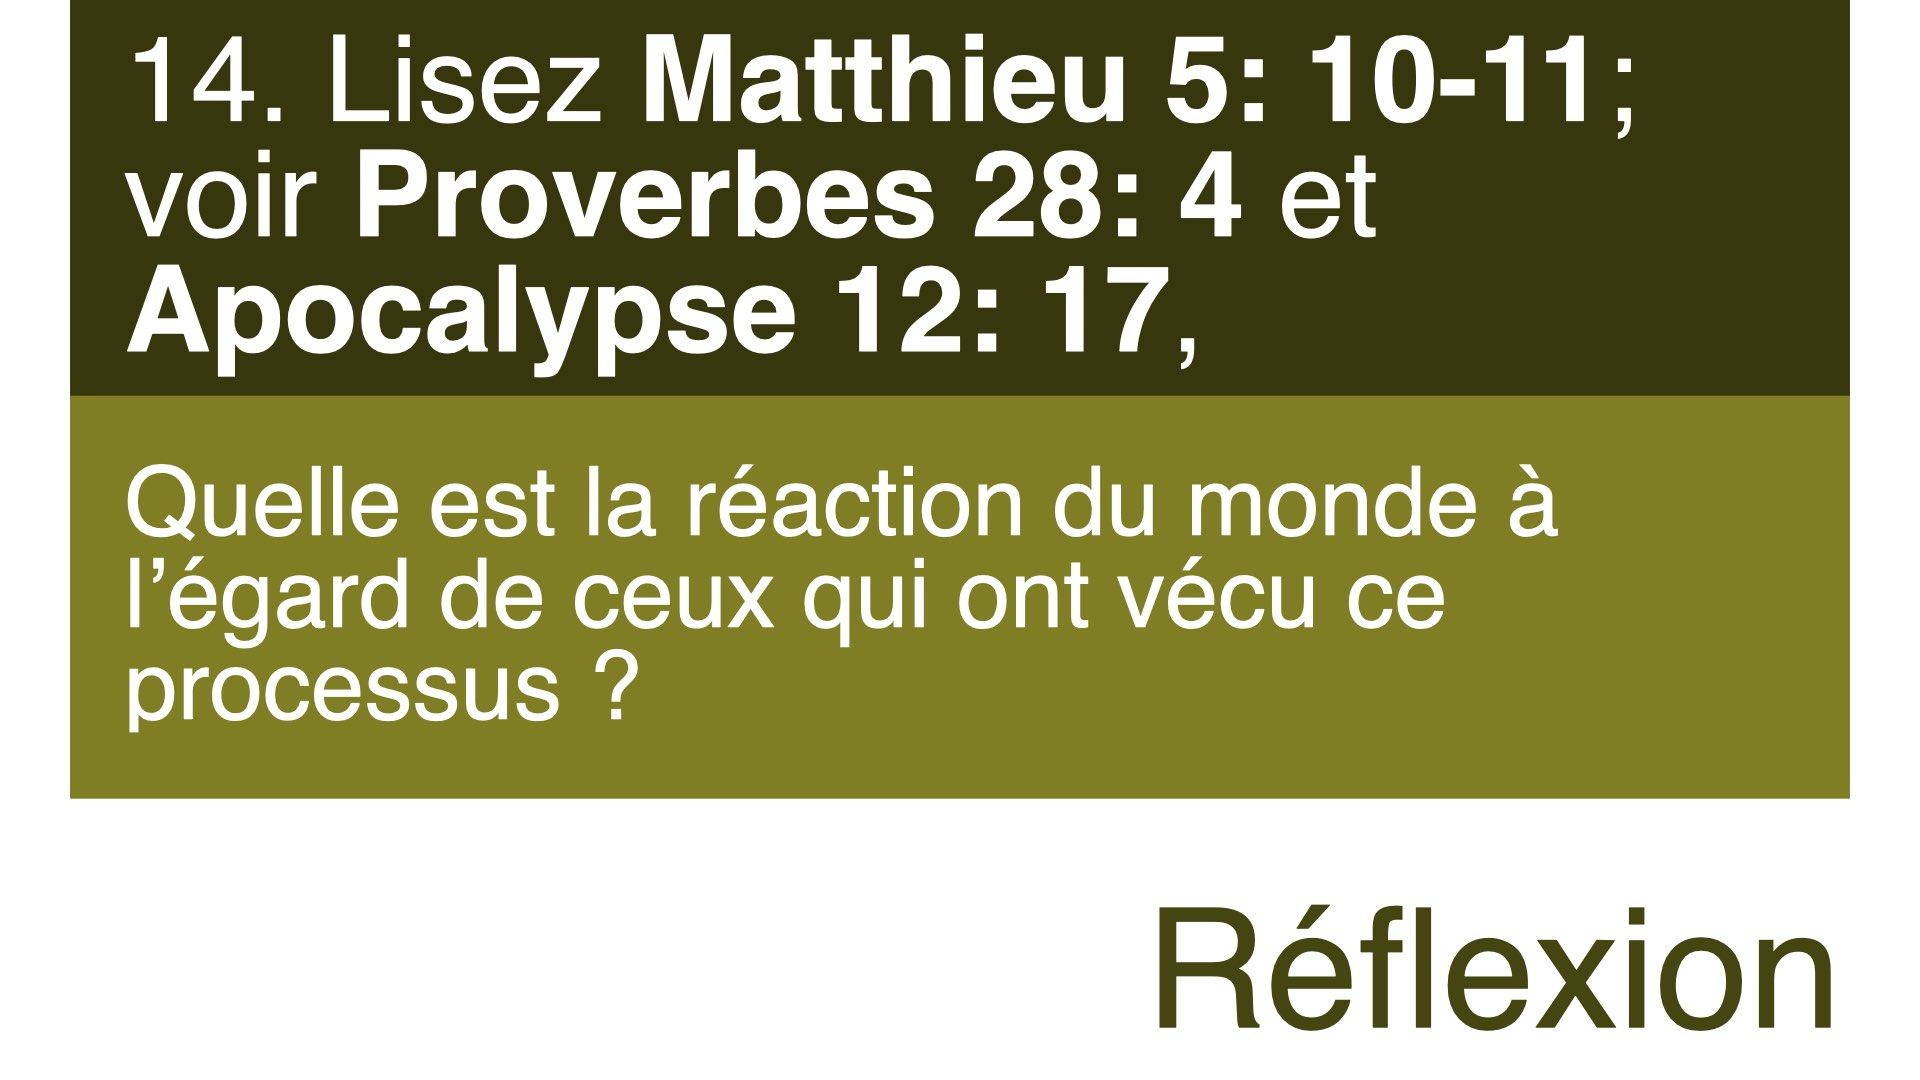 14. Lisez Matthieu 5: 10-11;
voir Proverbes 28: 4 et
Apocalypse 12: 17,
Quelle est la réaction du monde à
l’égard de ceux qui ont vécu ce
processus ?
Réflexion